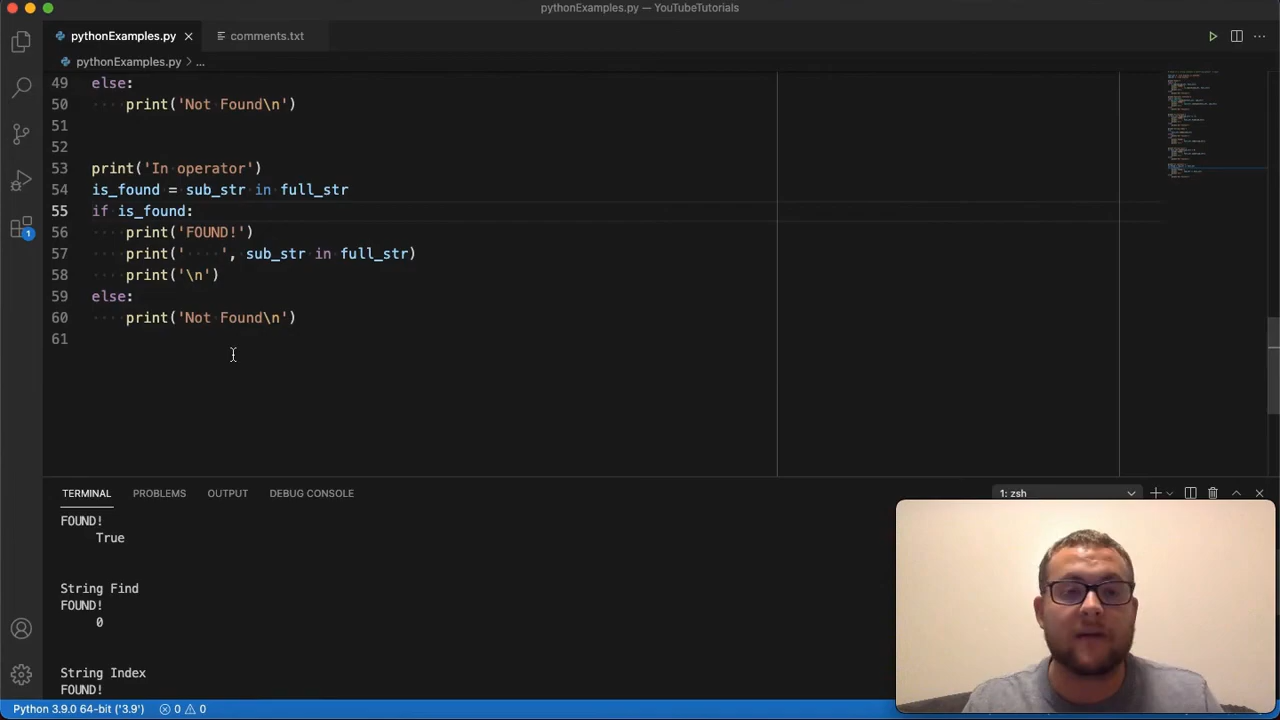 pythonExamples.py — YouTubeTutorials
pythonExamples.py
comments.txt
pythonExamples.py > ...
49 else:
50 ····print('Not·Found\n')
51
52
53 print('In·operator')
54 is_found = sub_str in full_str
55 if is_found:
56 ····print('FOUND!')
57 ····print('·····', sub_str in full_str)
58 ····print('\n')
59 else:
60 ····print('Not·Found\n')
61
TERMINAL PROBLEMS OUTPUT DEBUG CONSOLE 1: zsh
FOUND!
True
String Find
FOUND!
0
String Index
FOUND!
1
Python 3.9.0 64-bit ('3.9') 0 0